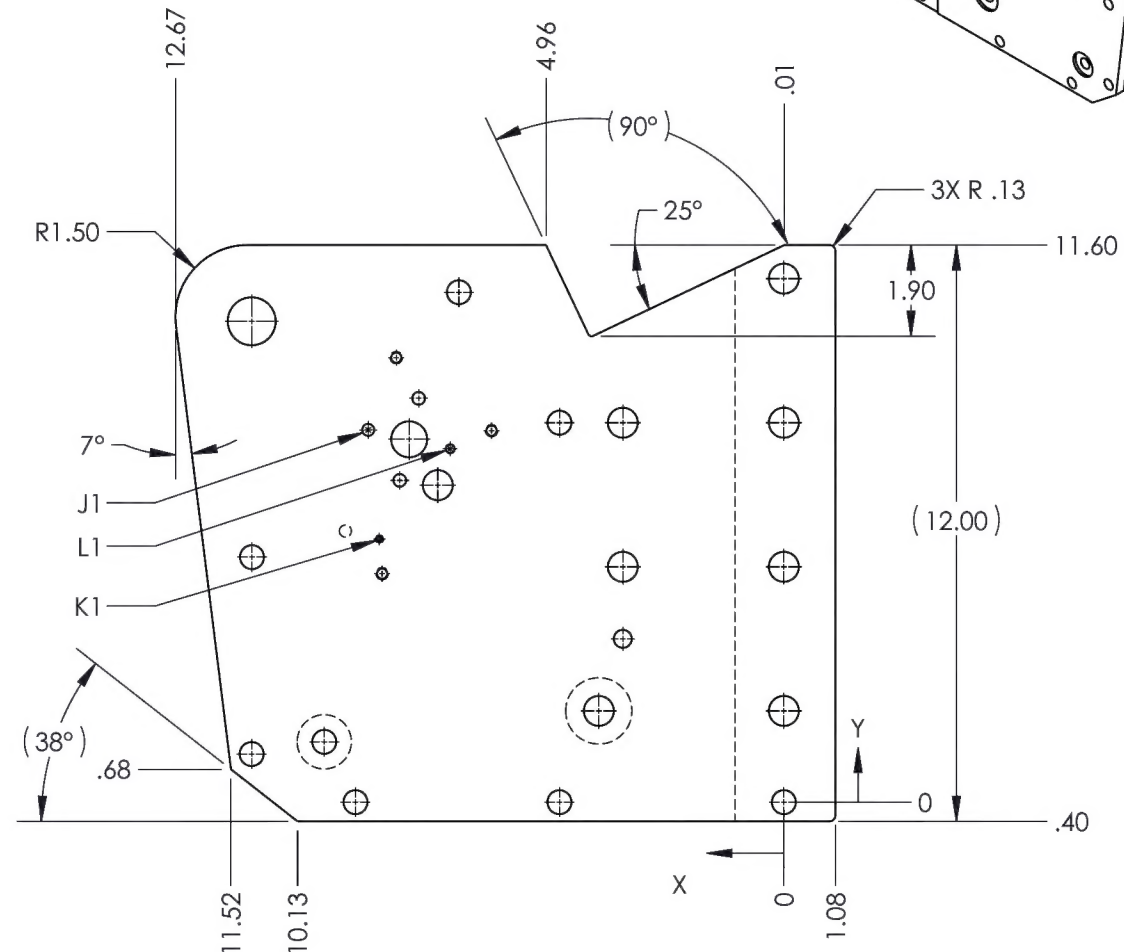 12.67
4.96
.01
(90°)
25°
3X R .13
R1.50
11.60
1.90
7°
J1
L1
K1
(12.00)
(38°)
.68
Y
0
.40
X
11.52
10.13
0
1.08